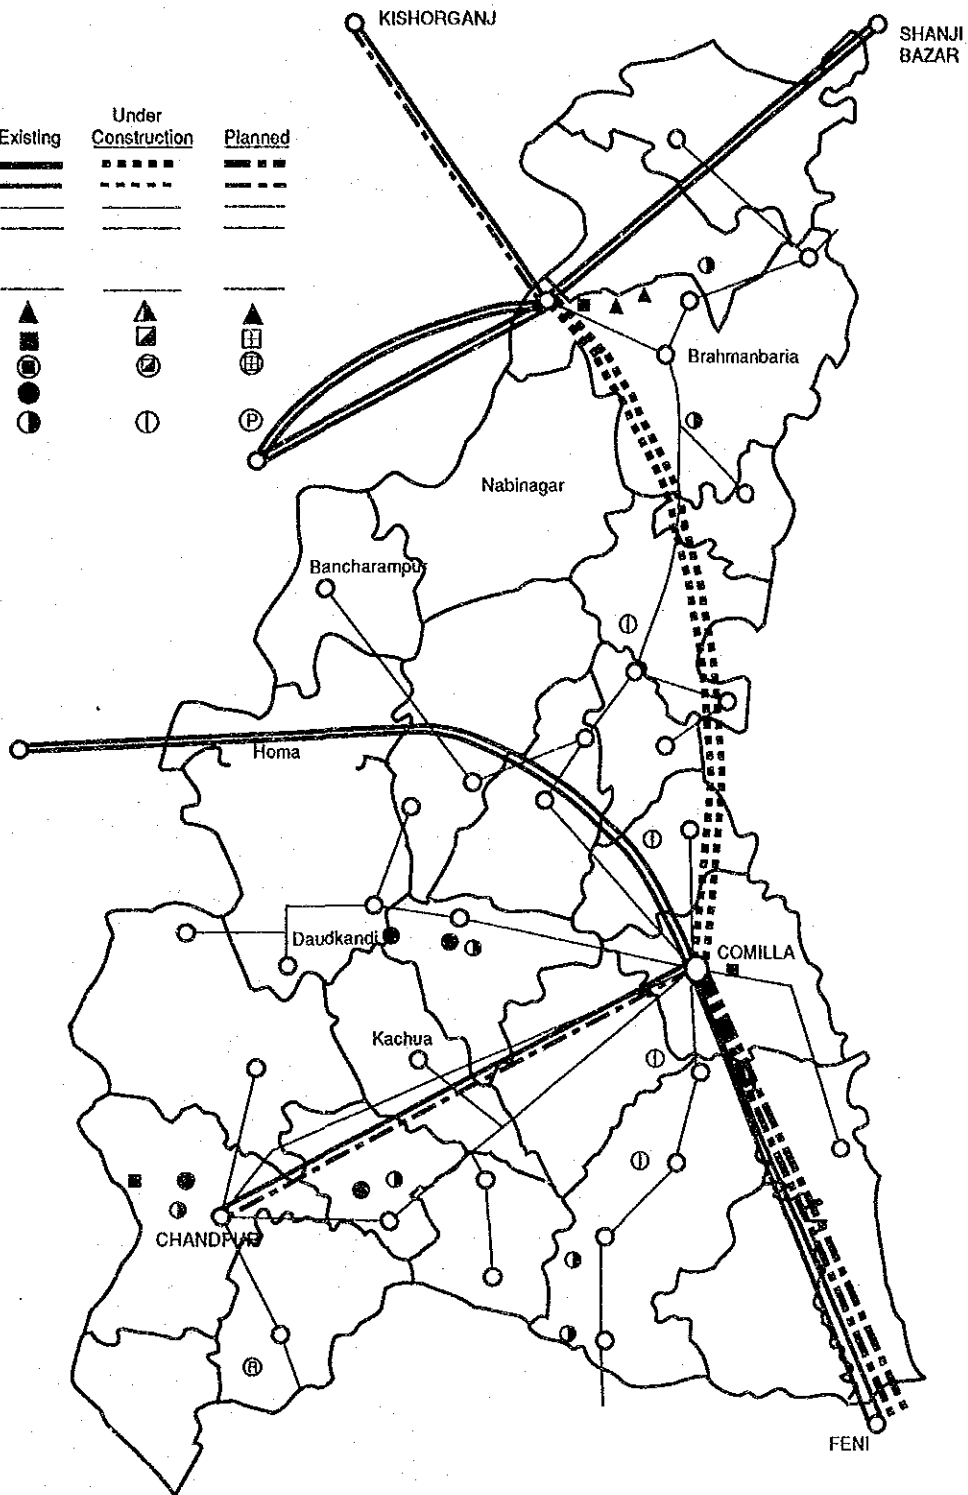 KISHORGANJ
SHANJI
BAZAR
Existing
Under
Construction
Planned
P
Brahmanbaria
Nabinagar
Bancharampur
Homa
Daudkandi
COMILLA
Kachua
CHANDPUR
FENI